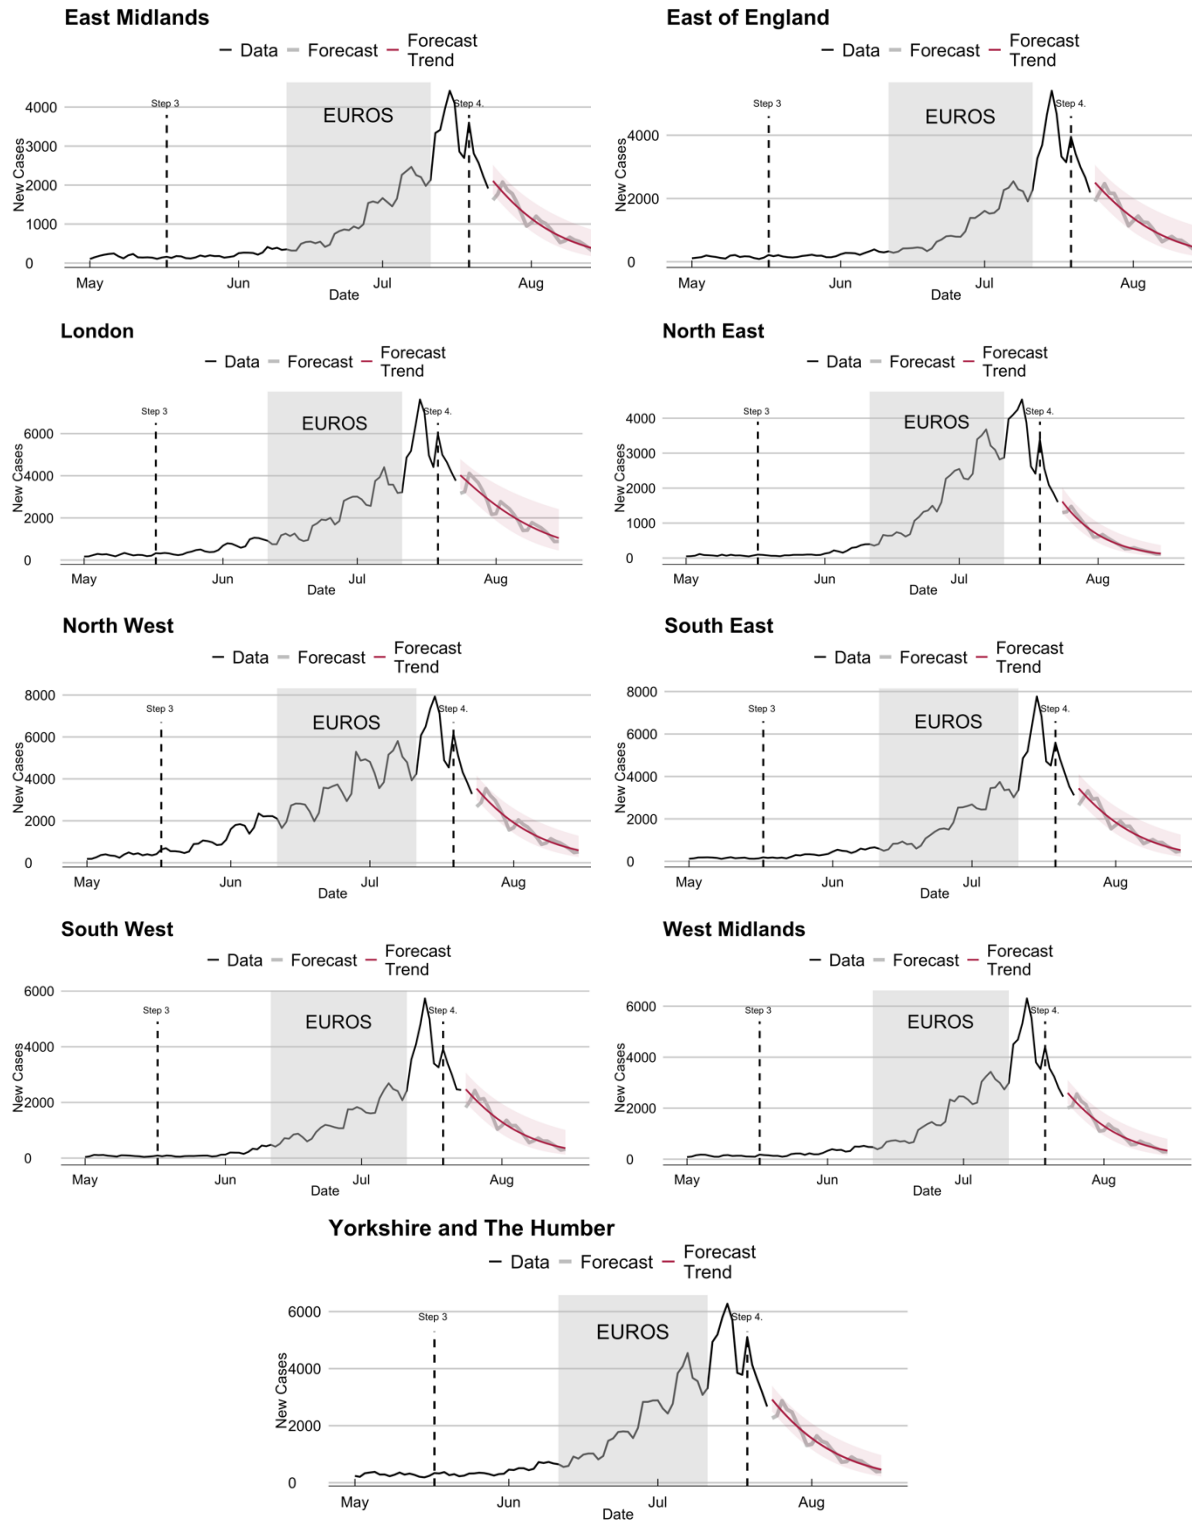 East Midlands
Data Forecast Forecast Trend
New Cases
4000
3000
2000
1000
0
Step 3
EUROS
Step 4.
May Jun Jul Aug
Date
East of England
Data Forecast Forecast Trend
New Cases
4000
2000
0
Step 3
EUROS
Step 4.
May Jun Jul Aug
Date
London
Data Forecast Forecast Trend
New Cases
6000
4000
2000
0
Step 3
EUROS
Step 4.
May Jun Jul Aug
Date
North East
Data Forecast Forecast Trend
New Cases
4000
3000
2000
1000
0
Step 3
EUROS
Step 4.
May Jun Jul Aug
Date
North West
Data Forecast Forecast Trend
New Cases
8000
6000
4000
2000
0
Step 3
EUROS
Step 4.
May Jun Jul Aug
Date
South East
Data Forecast Forecast Trend
New Cases
8000
6000
4000
2000
0
Step 3
EUROS
Step 4.
May Jun Jul Aug
Date
South West
Data Forecast Forecast Trend
New Cases
6000
4000
2000
0
Step 3
EUROS
Step 4.
May Jun Jul Aug
Date
West Midlands
Data Forecast Forecast Trend
New Cases
6000
4000
2000
0
Step 3
EUROS
Step 4.
May Jun Jul Aug
Date
Yorkshire and The Humber
Data Forecast Forecast Trend
New Cases
6000
4000
2000
0
Step 3
EUROS
Step 4.
May Jun Jul Aug
Date